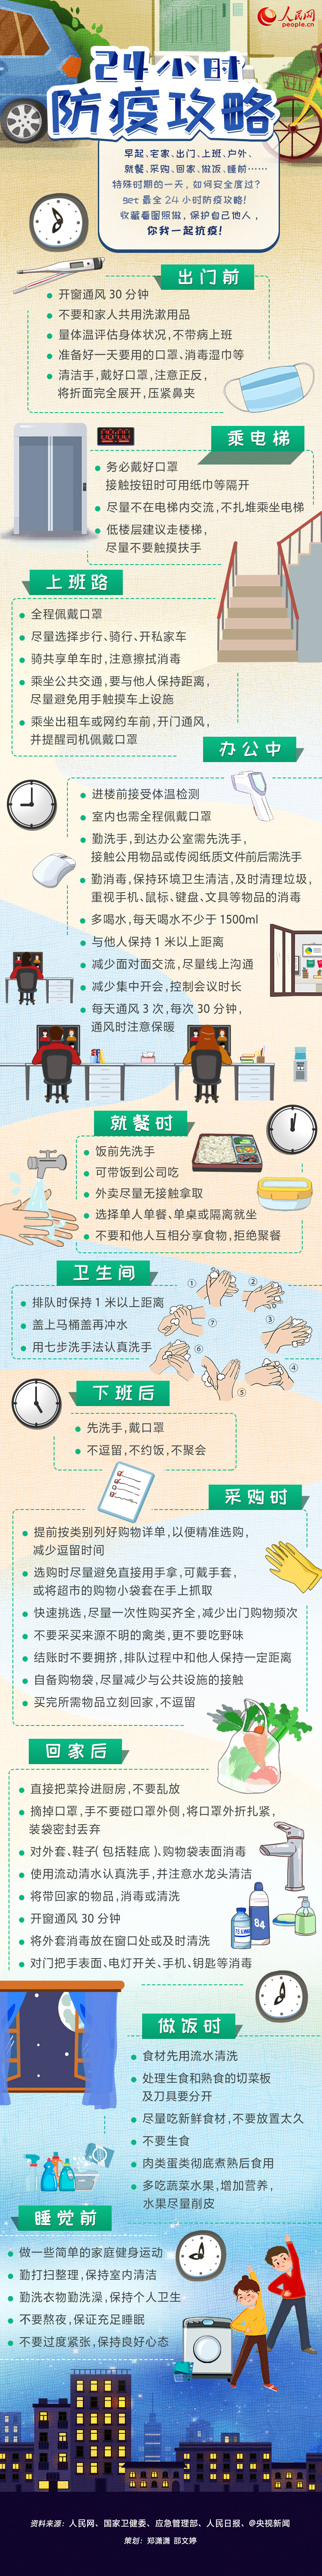 人民网
people.cn
24小时
防疫攻略
早起、宅家、出门、上班、户外、
就餐、采购、回家、做饭、睡前……
特殊时期的一天，如何安全度过？
get 最全 24 小时防疫攻略！
收藏看图照做，保护自己他人，
你我一起抗疫！
出门前
开窗通风 30 分钟
不要和家人共用洗漱用品
量体温评估身体状况，不带病上班
准备好一天要用的口罩、消毒湿巾等
清洁手，戴好口罩，注意正反，
将折面完全展开，压紧鼻夹
乘电梯
务必戴好口罩
接触按钮时可用纸巾等隔开
尽量不在电梯内交流，不扎堆乘坐电梯
低楼层建议走楼梯，
尽量不要触摸扶手
上班路
全程佩戴口罩
尽量选择步行、骑行、开私家车
骑共享单车时，注意擦拭消毒
乘坐公共交通，要与他人保持距离，
尽量避免用手触摸车上设施
乘坐出租车或网约车前，开门通风，
并提醒司机佩戴口罩
办公中
进楼前接受体温检测
室内也需全程佩戴口罩
勤洗手，到达办公室需先洗手，
接触公用物品或传阅纸质文件前后需洗手
勤消毒，保持环境卫生清洁，及时清理垃圾，
重视手机、鼠标、键盘、文具等物品的消毒
多喝水，每天喝水不少于 1500ml
与他人保持 1 米以上距离
减少面对面交流，尽量线上沟通
减少集中开会，控制会议时长
每天通风 3 次，每次 30 分钟，
通风时注意保暖
就餐时
饭前先洗手
可带饭到公司吃
外卖尽量无接触拿取
选择单人单餐、单桌或隔离就坐
不要和他人互相分享食物，拒绝聚餐
卫生间
排队时保持 1 米以上距离
盖上马桶盖再冲水
用七步洗手法认真洗手
①
②
③
④
⑤
⑥
⑦
下班后
先洗手，戴口罩
不逗留，不约饭，不聚会
采购时
提前按类别列好购物详单，以便精准选购，
减少逗留时间
选购时尽量避免直接用手拿，可戴手套，
或将超市的购物小袋套在手上抓取
快速挑选，尽量一次性购买齐全，减少出门购物频次
不要采买来源不明的禽类，更不要吃野味
结账时不要拥挤，排队过程中和他人保持一定距离
自备购物袋，尽量减少与公共设施的接触
买完所需物品立刻回家，不逗留
回家后
直接把菜拎进厨房，不要乱放
摘掉口罩，手不要碰口罩外侧，将口罩外折扎紧，
装袋密封丢弃
对外套、鞋子（包括鞋底）、购物袋表面消毒
使用流动清水认真洗手，并注意水龙头清洁
将带回家的物品，消毒或清洗
开窗通风 30 分钟
将外套消毒放在窗口处或及时清洗
对门把手表面、电灯开关、手机、钥匙等消毒
84
做饭时
食材先用流水清洗
处理生食和熟食的切菜板
及刀具要分开
尽量吃新鲜食材，不要放置太久
不要生食
肉类蛋类彻底煮熟后食用
多吃蔬菜水果，增加营养，
水果尽量削皮
睡觉前
做一些简单的家庭健身运动
勤打扫整理，保持室内清洁
勤洗衣物勤洗澡，保持个人卫生
不要熬夜，保证充足睡眠
不要过度紧张，保持良好心态
资料来源：人民网、国家卫健委、应急管理部、人民日报、@央视新闻
策划：郑潇潇 邵文婷